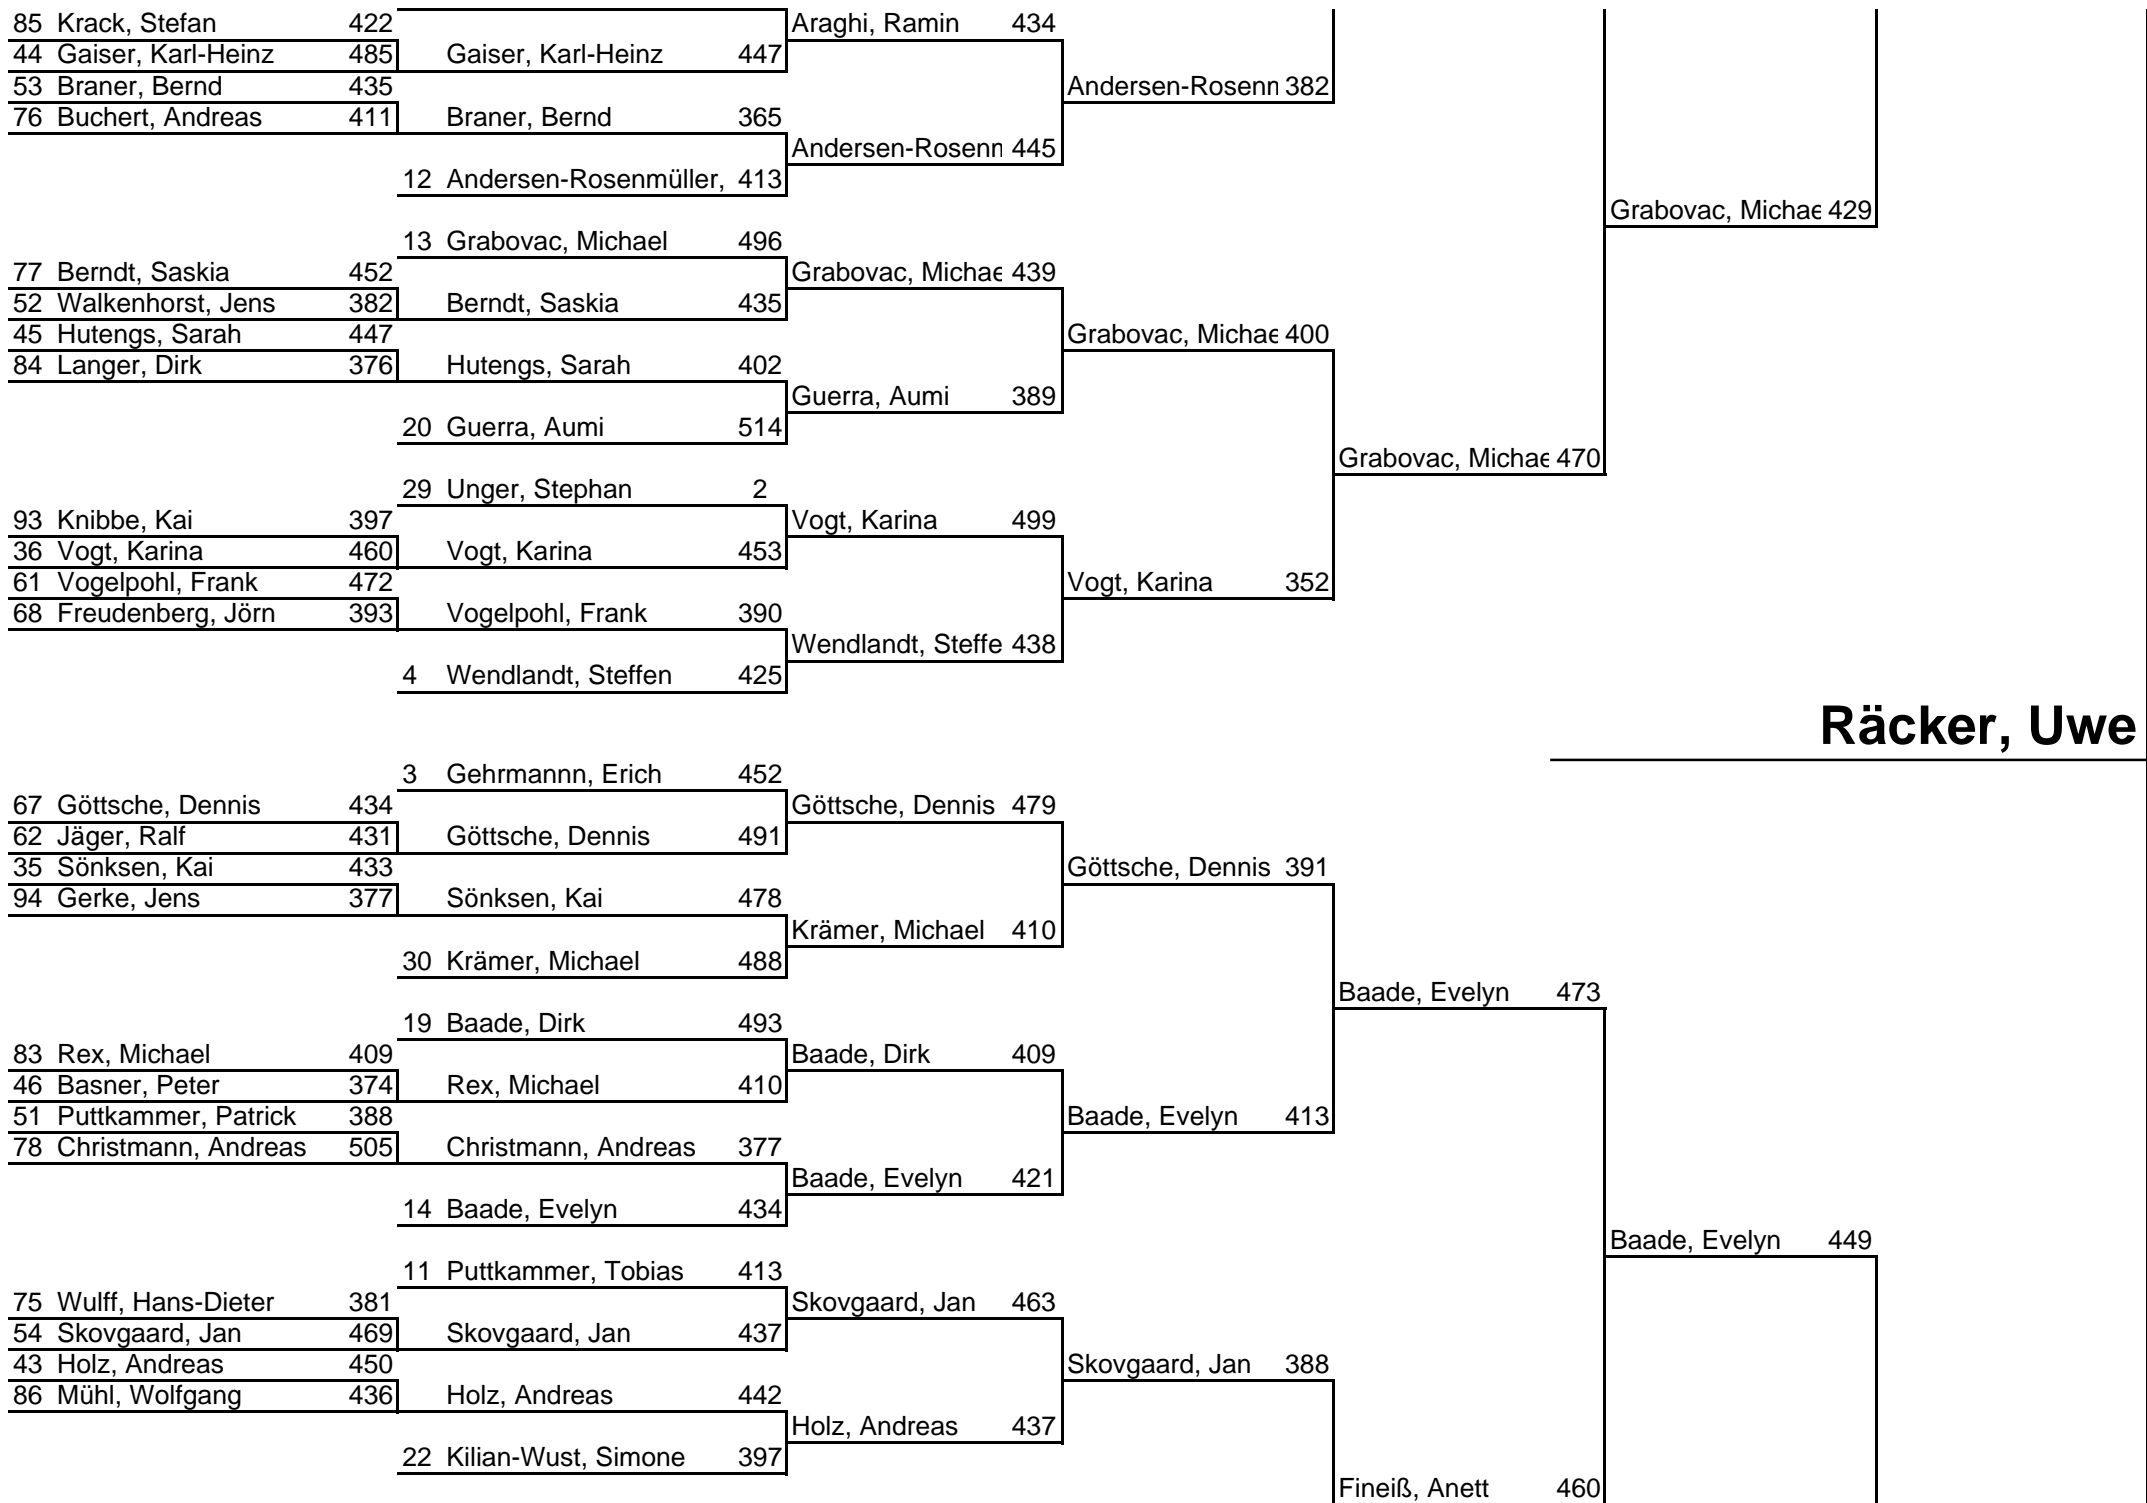 85 Krack, Stefan 422 Araghi, Ramin 434
44 Gaiser, Karl-Heinz 485 Gaiser, Karl-Heinz 447
53 Braner, Bernd 435 Andersen-Rosenn 382
76 Buchert, Andreas 411 Braner, Bernd 365
Andersen-Rosenn 445
12 Andersen-Rosenmüller, 413
Grabovac, Michae 429
13 Grabovac, Michael 496
77 Berndt, Saskia 452 Grabovac, Michae 439
52 Walkenhorst, Jens 382 Berndt, Saskia 435
45 Hutengs, Sarah 447 Grabovac, Michae 400
84 Langer, Dirk 376 Hutengs, Sarah 402
Guerra, Aumi 389
20 Guerra, Aumi 514
Grabovac, Michae 470
29 Unger, Stephan 2
93 Knibbe, Kai 397 Vogt, Karina 499
36 Vogt, Karina 460 Vogt, Karina 453
61 Vogelpohl, Frank 472 Vogt, Karina 352
68 Freudenberg, Jörn 393 Vogelpohl, Frank 390
Wendlandt, Steffe 438
4 Wendlandt, Steffen 425
Räcker, Uwe
3 Gehrmannn, Erich 452
67 Göttsche, Dennis 434 Göttsche, Dennis 479
62 Jäger, Ralf 431 Göttsche, Dennis 491
35 Sönksen, Kai 433 Göttsche, Dennis 391
94 Gerke, Jens 377 Sönksen, Kai 478
Krämer, Michael 410
30 Krämer, Michael 488
Baade, Evelyn 473
19 Baade, Dirk 493
83 Rex, Michael 409 Baade, Dirk 409
46 Basner, Peter 374 Rex, Michael 410
51 Puttkammer, Patrick 388 Baade, Evelyn 413
78 Christmann, Andreas 505 Christmann, Andreas 377
Baade, Evelyn 421
14 Baade, Evelyn 434
Baade, Evelyn 449
11 Puttkammer, Tobias 413
75 Wulff, Hans-Dieter 381 Skovgaard, Jan 463
54 Skovgaard, Jan 469 Skovgaard, Jan 437
43 Holz, Andreas 450 Skovgaard, Jan 388
86 Mühl, Wolfgang 436 Holz, Andreas 442
Holz, Andreas 437
22 Kilian-Wust, Simone 397
Fineiß, Anett 460